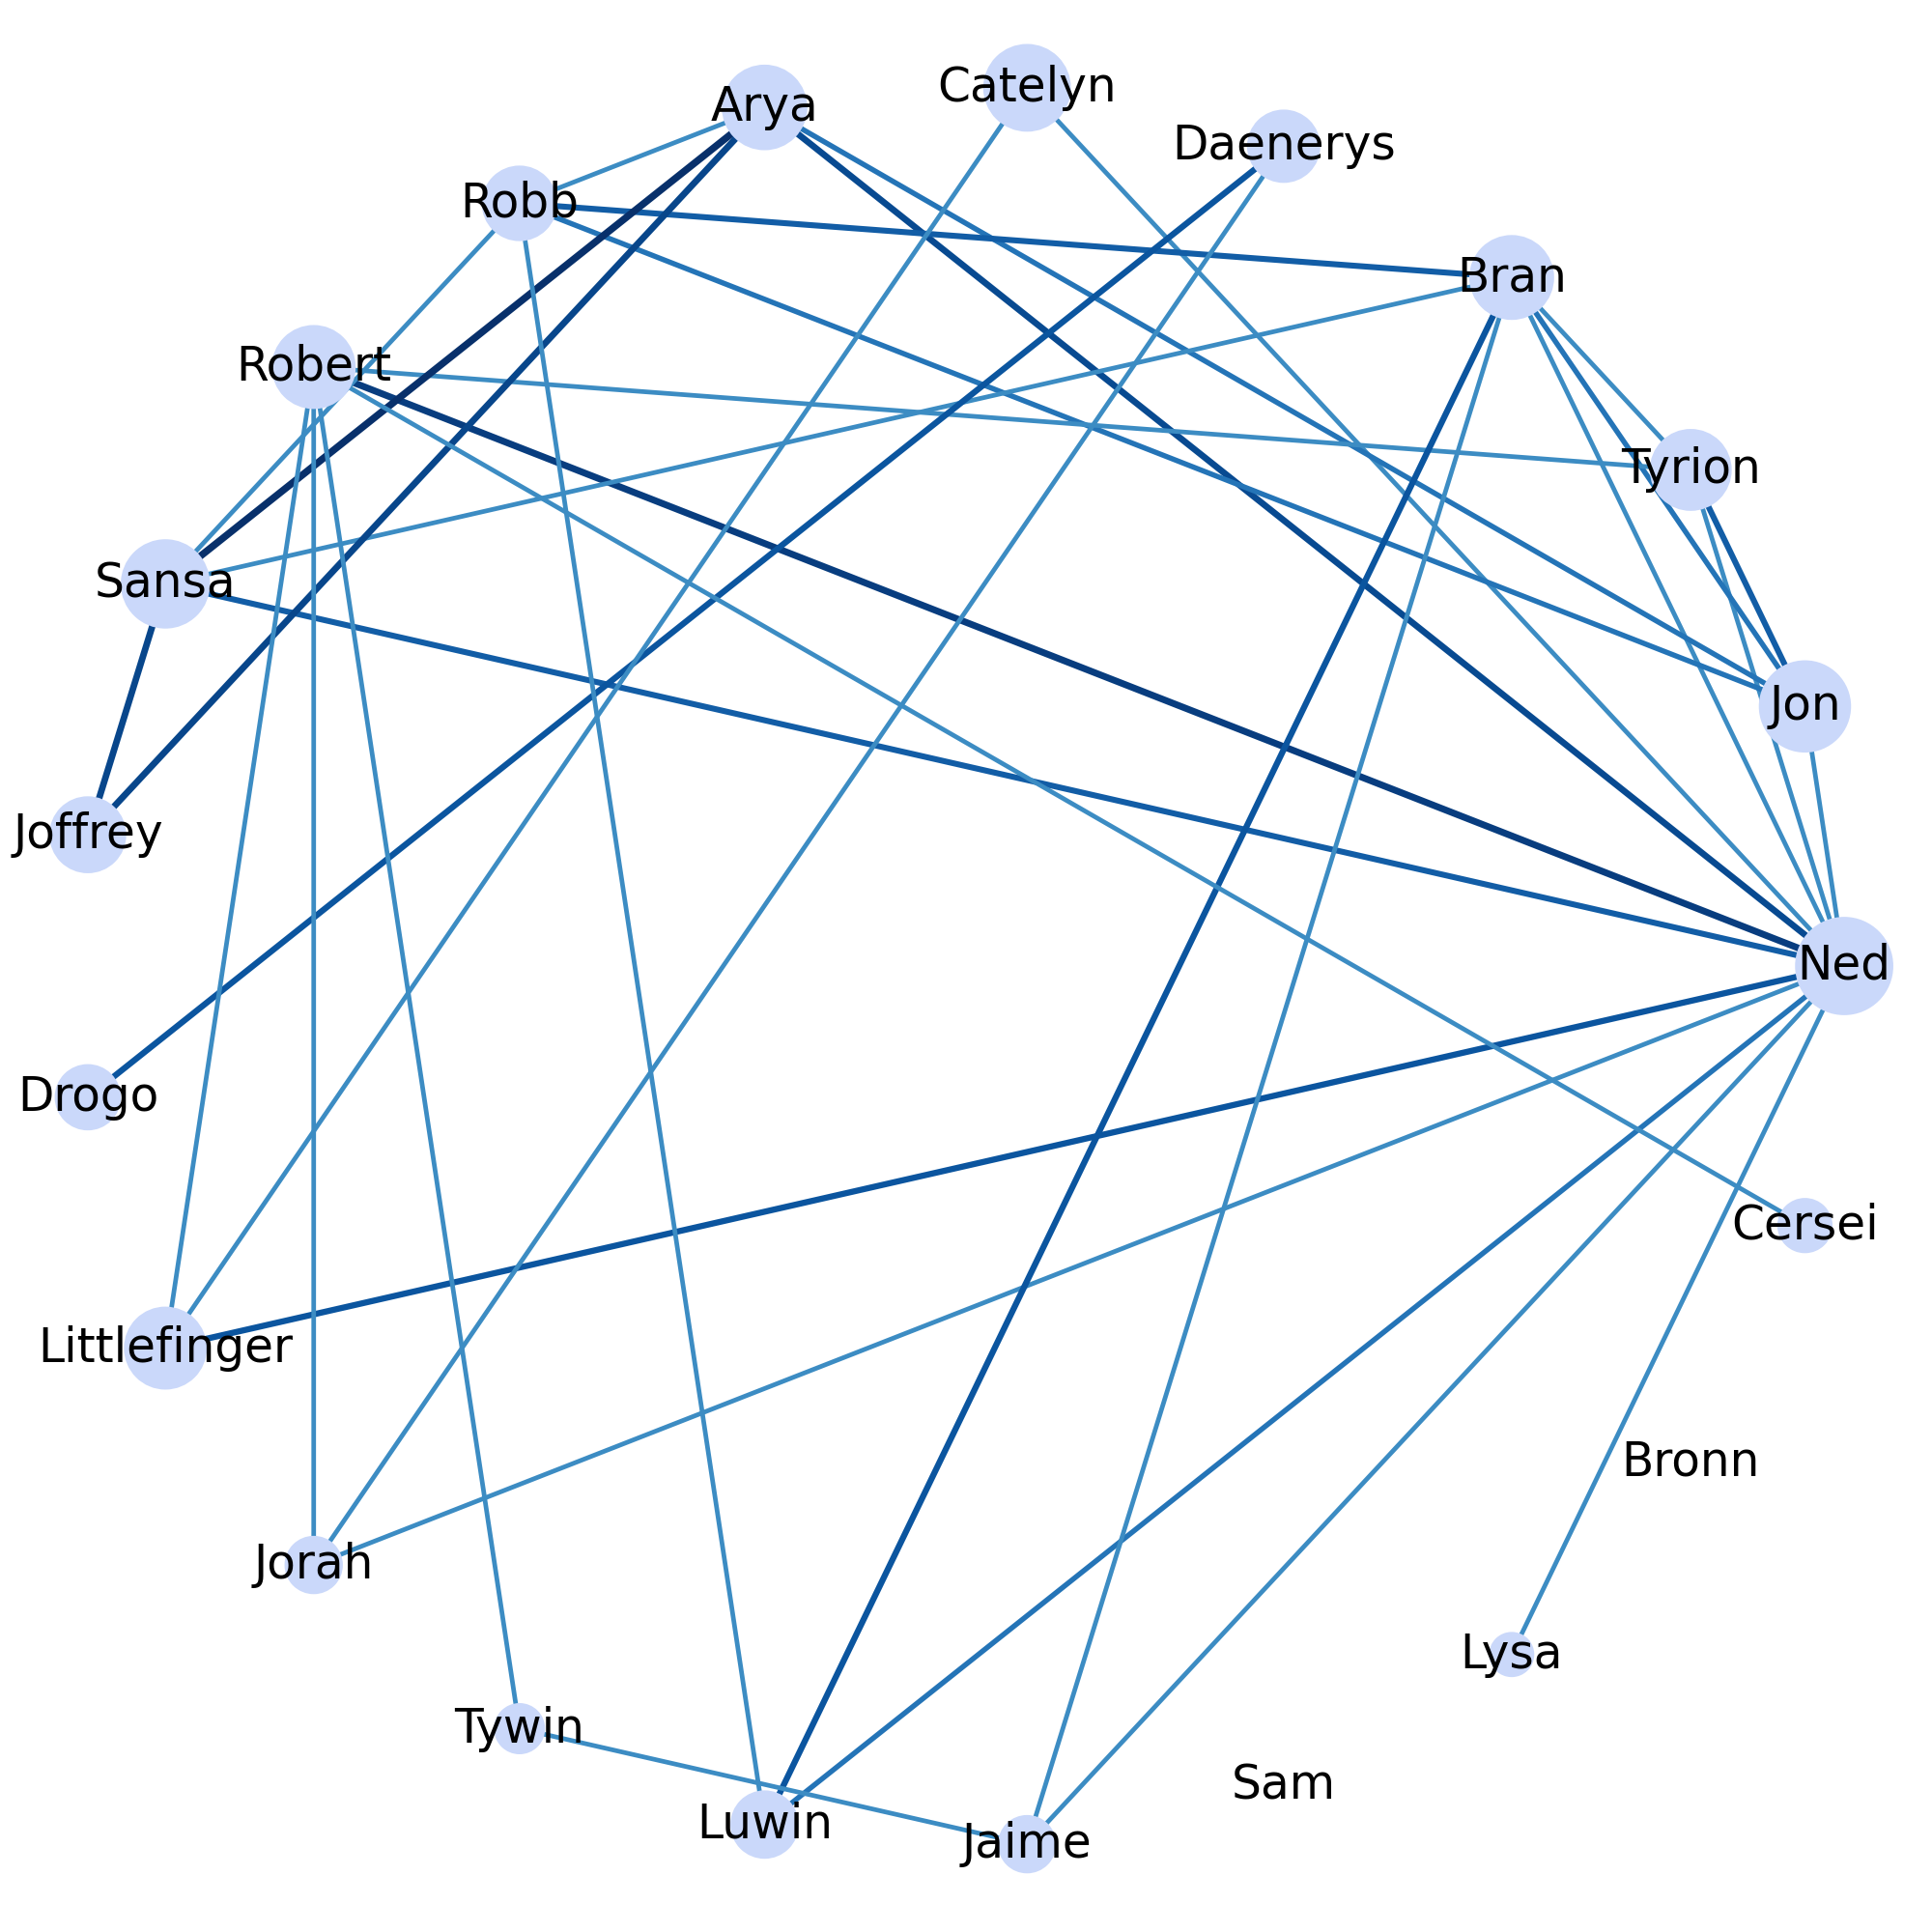 Catelyn
Arya
Daenerys
Robb
Bran
Robert
Tyrion
Sansa
Jon
Joffrey
Ned
Drogo
Cersei
Littlefinger
Bronn
Jorah
Lysa
Tywin
Sam
Luwin
Jaime